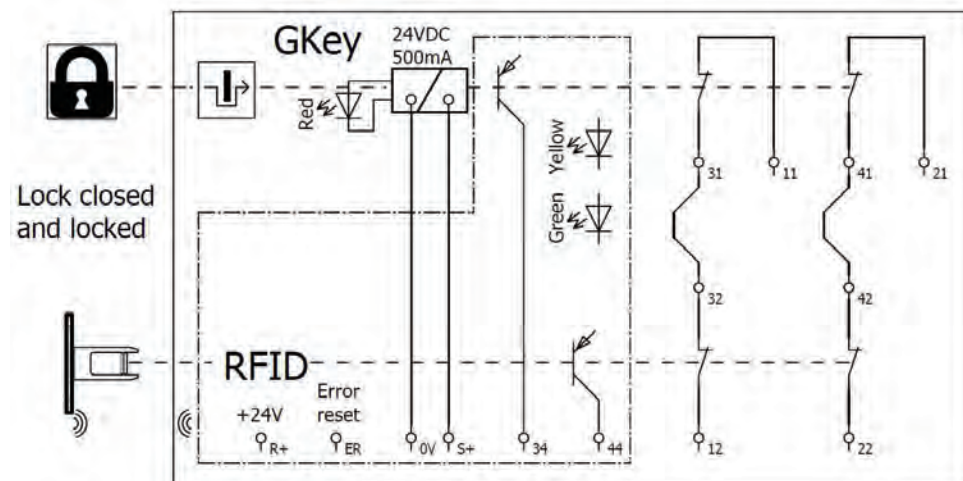 GKey
24VDC
500mA
Red
Yellow
31
11
41
21
Lock closed
and locked
Green
32
42
RFID
Error
reset
+24V
R+
ER
0V
S+
34
44
12
22